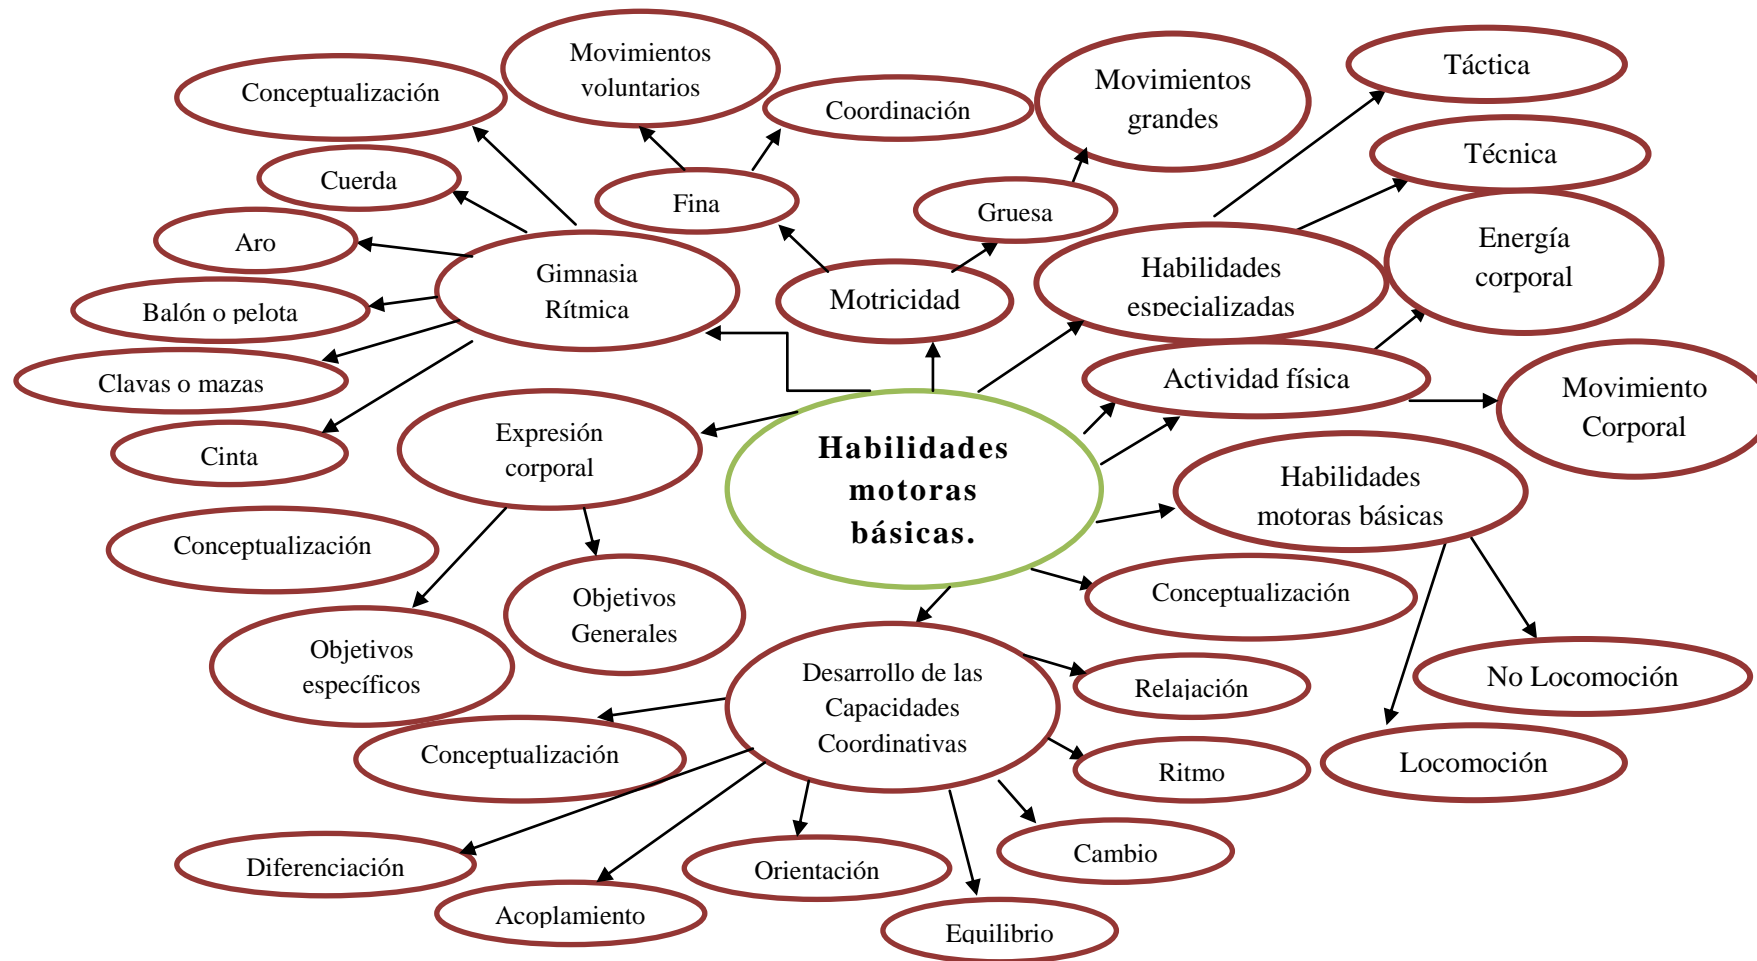 Movimientos
voluntarios
Conceptualización
Coordinación
Movimientos
grandes
Táctica
Técnica
Cuerda
Fina
Gruesa
Aro
Gimnasia
Rítmica
Motricidad
Habilidades
especializadas
Energía
corporal
Balón o pelota
Clavas o mazas
Actividad física
Movimiento
Corporal
Cinta
Expresión
corporal
Habilidades
motoras
básicas.
Habilidades
motoras básicas
Conceptualización
Objetivos
Generales
Conceptualización
Objetivos
específicos
Desarrollo de las
Capacidades
Coordinativas
Relajación
No Locomoción
Conceptualización
Ritmo
Locomoción
Diferenciación
Orientación
Cambio
Acoplamiento
Equilibrio